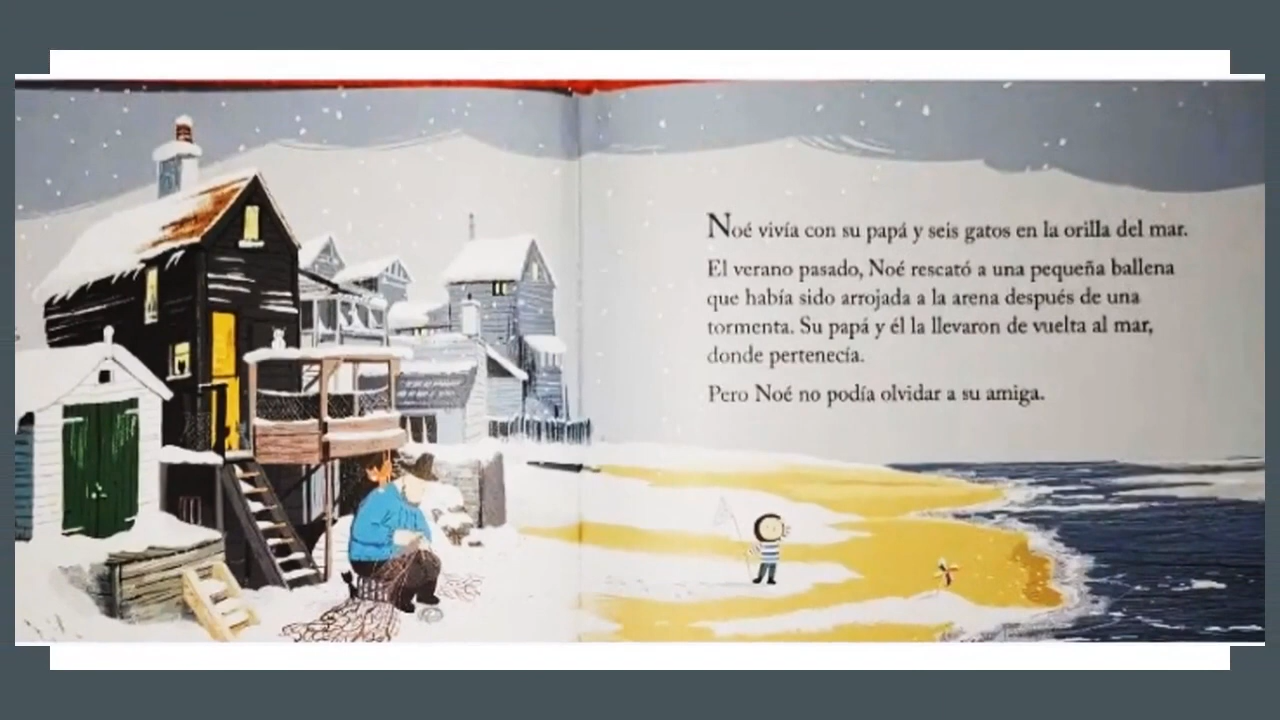 Noé vivía con su papá y seis gatos en la orilla del mar.
El verano pasado, Noé rescató a una pequeña ballena
que había sido arrojada a la arena después de una
tormenta. Su papá y él la llevaron de vuelta al mar,
donde pertenecía.
Pero Noé no podía olvidar a su amiga.